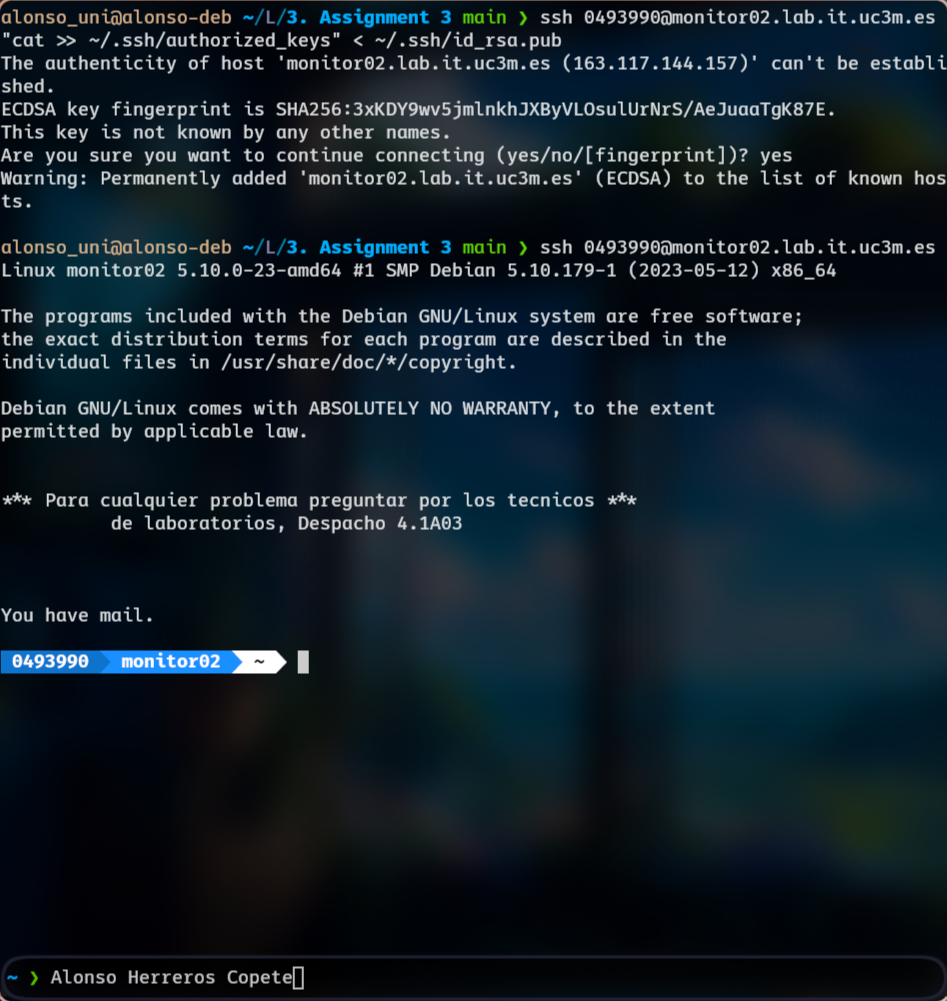 alonso_uni@alonso-deb ~/L/3. Assignment 3 main ❯ ssh 0493990@monitor02.lab.it.uc3m.es
"cat >> ~/.ssh/authorized_keys" < ~/.ssh/id_rsa.pub
The authenticity of host 'monitor02.lab.it.uc3m.es (163.117.144.157)' can't be establi
shed.
ECDSA key fingerprint is SHA256:3xKDY9wv5jmlnkhJXByVLOsulUrNrS/AeJuaaTgK87E.
This key is not known by any other names.
Are you sure you want to continue connecting (yes/no/[fingerprint])? yes
Warning: Permanently added 'monitor02.lab.it.uc3m.es' (ECDSA) to the list of known hos
ts.
alonso_uni@alonso-deb ~/L/3. Assignment 3 main ❯ ssh 0493990@monitor02.lab.it.uc3m.es
Linux monitor02 5.10.0-23-amd64 #1 SMP Debian 5.10.179-1 (2023-05-12) x86_64
The programs included with the Debian GNU/Linux system are free software;
the exact distribution terms for each program are described in the
individual files in /usr/share/doc/*/copyright.
Debian GNU/Linux comes with ABSOLUTELY NO WARRANTY, to the extent
permitted by applicable law.
*** Para cualquier problema preguntar por los tecnicos ***
de laboratorios, Despacho 4.1A03
You have mail.
0493990 monitor02 ~
~ ❯ Alonso Herreros Copete